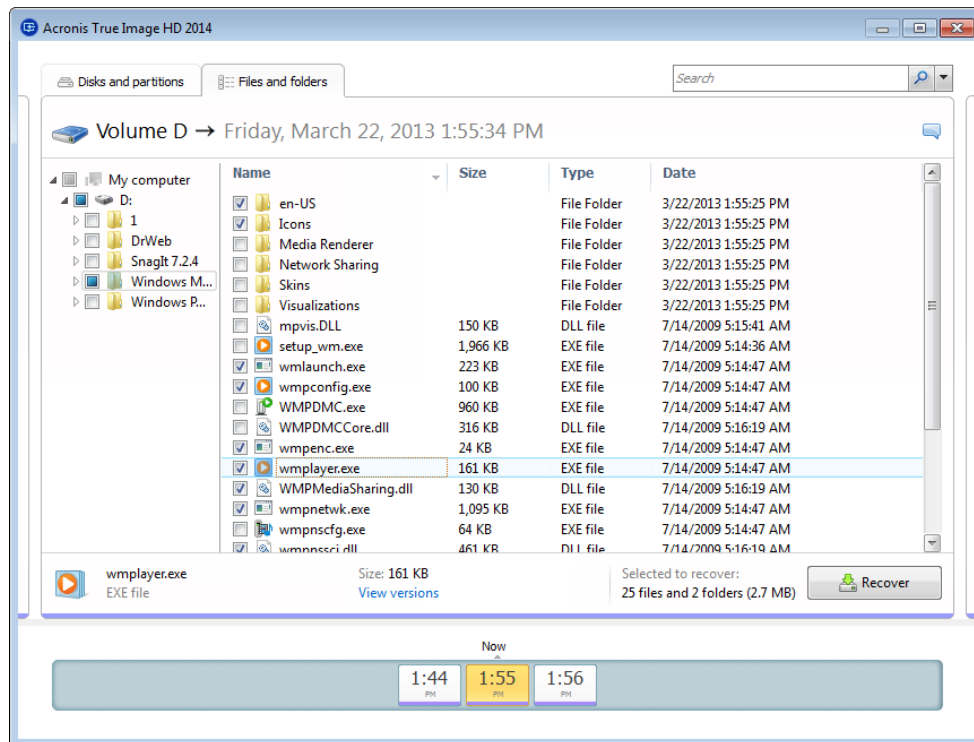 Acronis True Image HD 2014
Disks and partitions
Files and folders
Search
Volume D → Friday, March 22, 2013 1:55:34 PM
My computer
D:
1
DrWeb
SnagIt 7.2.4
Windows M...
Windows P...
Name Size Type Date
en-US File Folder 3/22/2013 1:55:25 PM
Icons File Folder 3/22/2013 1:55:25 PM
Media Renderer File Folder 3/22/2013 1:55:25 PM
Network Sharing File Folder 3/22/2013 1:55:25 PM
Skins File Folder 3/22/2013 1:55:25 PM
Visualizations File Folder 3/22/2013 1:55:25 PM
mpvis.DLL 150 KB DLL file 7/14/2009 5:15:41 AM
setup_wm.exe 1,966 KB EXE file 7/14/2009 5:14:36 AM
wmlaunch.exe 223 KB EXE file 7/14/2009 5:14:47 AM
wmpconfig.exe 100 KB EXE file 7/14/2009 5:14:47 AM
WMPDMC.exe 960 KB EXE file 7/14/2009 5:14:47 AM
WMPDMCCore.dll 316 KB DLL file 7/14/2009 5:16:19 AM
wmpenc.exe 24 KB EXE file 7/14/2009 5:14:47 AM
wmplayer.exe 161 KB EXE file 7/14/2009 5:14:47 AM
WMPMediaSharing.dll 130 KB DLL file 7/14/2009 5:16:19 AM
wmpnetwk.exe 1,095 KB EXE file 7/14/2009 5:14:47 AM
wmpnscfg.exe 64 KB EXE file 7/14/2009 5:14:47 AM
wmpnssci.dll 461 KB DLL file 7/14/2009 5:16:19 AM
wmplayer.exe
EXE file
Size: 161 KB
View versions
Selected to recover:
25 files and 2 folders (2.7 MB)
Recover
Now
1:44 PM
1:55 PM
1:56 PM